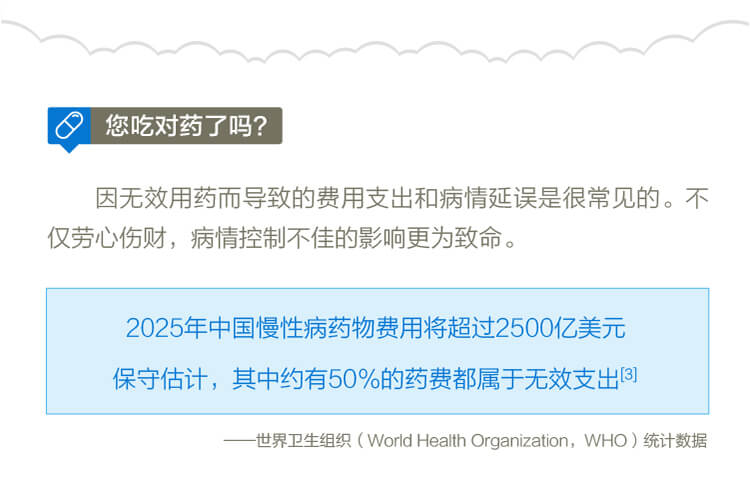 您吃对药了吗?
因无效用药而导致的费用支出和病情延误是很常见的。不
仅劳心伤财，病情控制不佳的影响更为致命。
2025年中国慢性病药物费用将超过2500亿美元
保守估计，其中约有50%的药费都属于无效支出[3]
——世界卫生组织（World Health Organization，WHO）统计数据